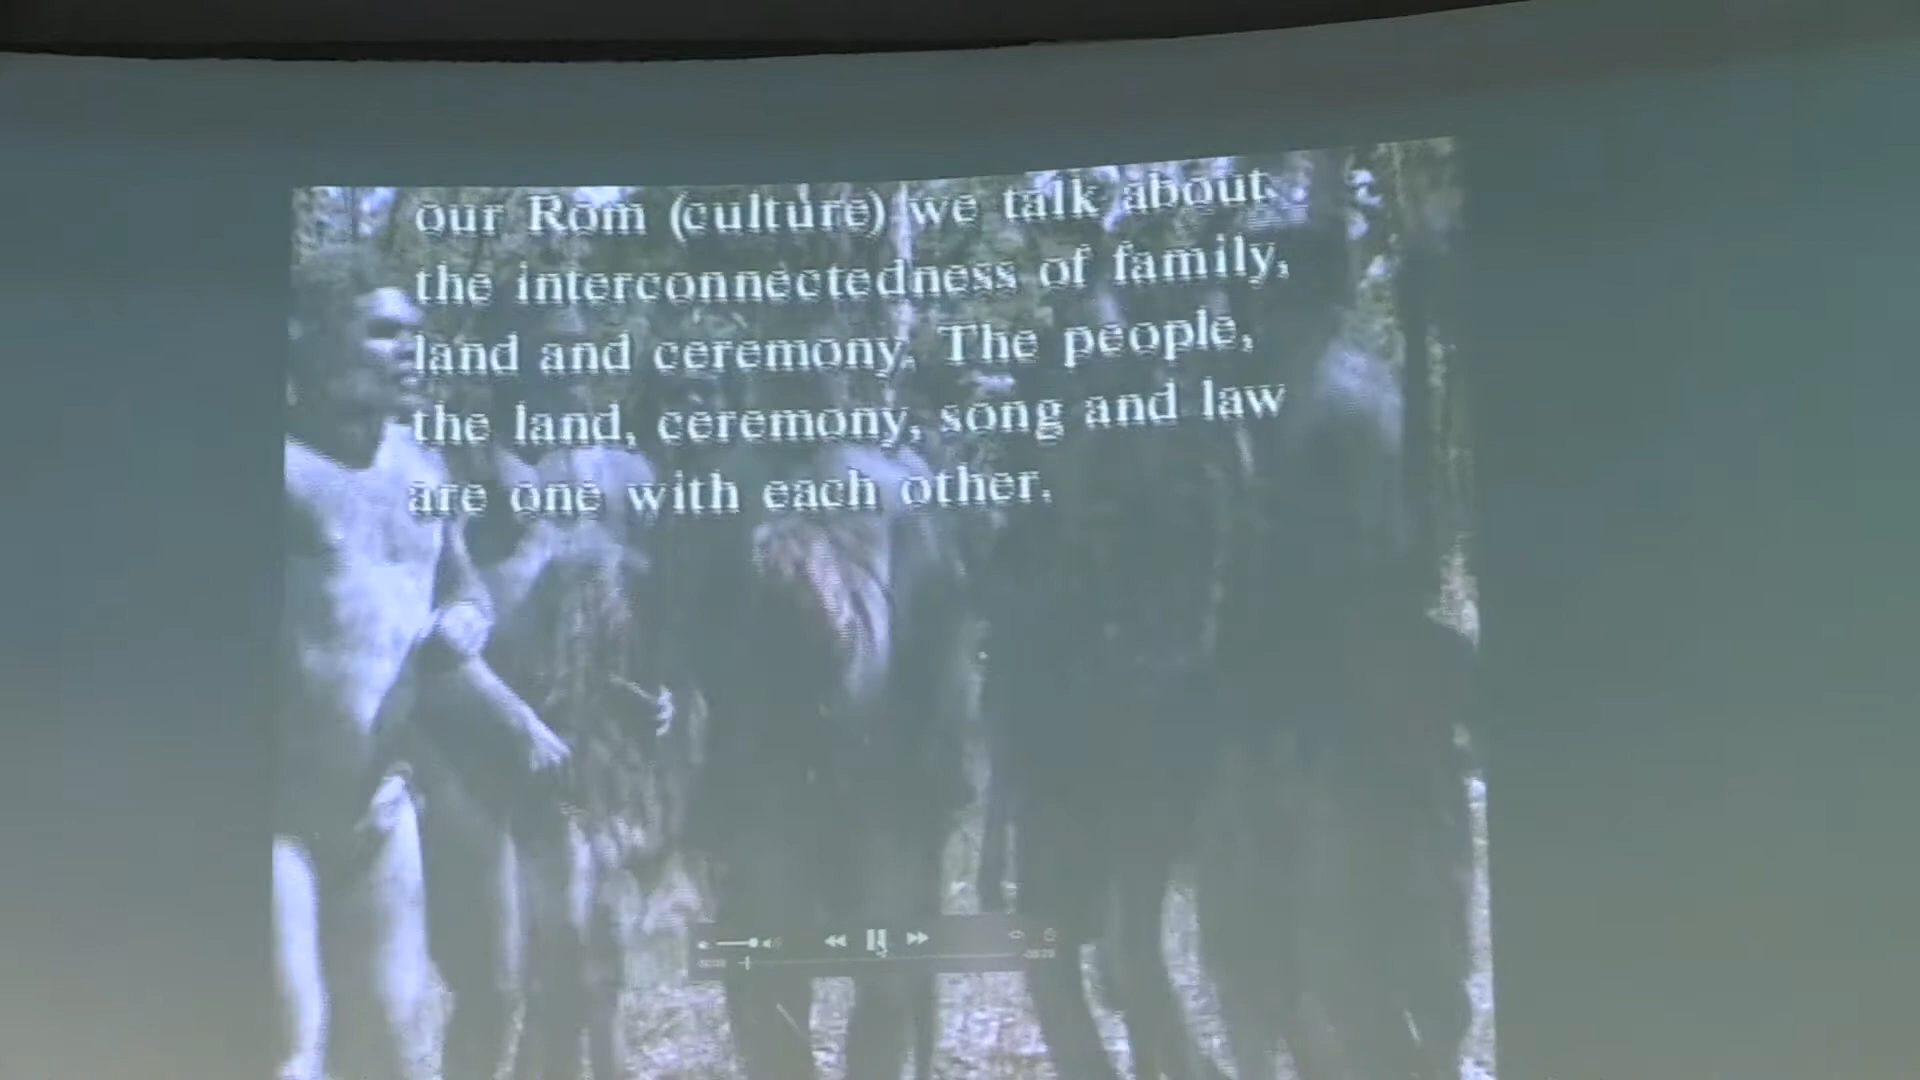 our Rom (culture) we talk about
the interconnectedness of family,
land and ceremony. The people,
the land, ceremony, song and law
are one with each other.